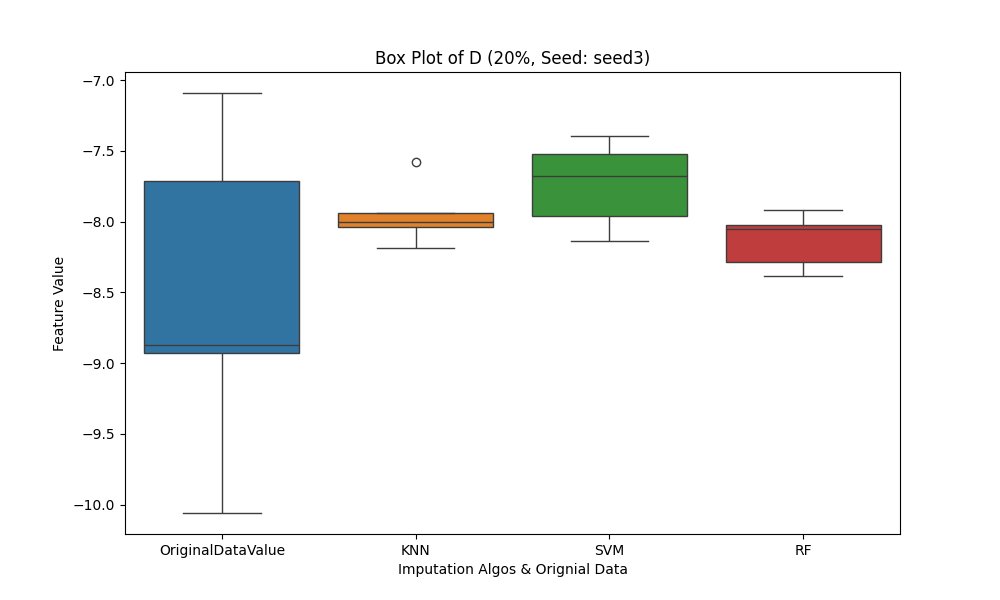 Box Plot of D (20%, Seed: seed3)
−7.0
−7.5
−8.0
−8.5
−9.0
−9.5
−10.0
Feature Value
OriginalDataValue KNN SVM RF
Imputation Algos & Orignial Data